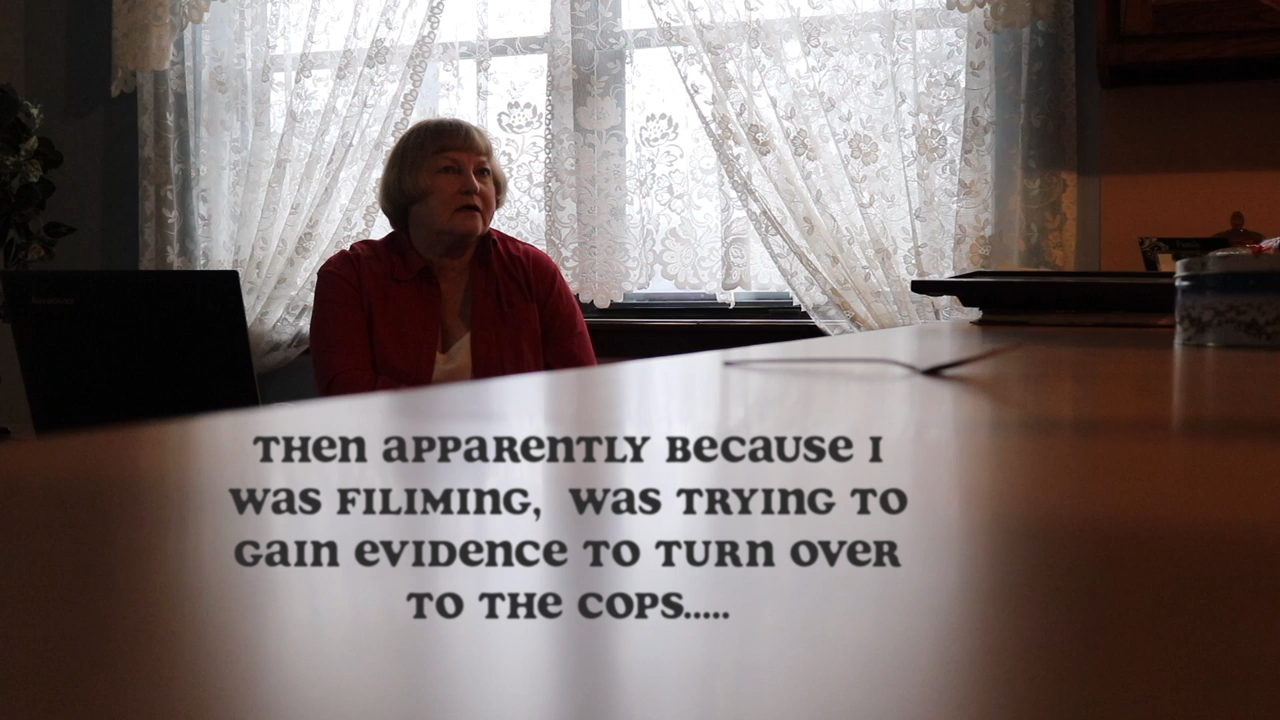 THEN APPARENTLY BECAUSE I
WAS FILIMING, WAS TRYING TO
GAIN EVIDENCE TO TURN OVER
TO THE COPS.....